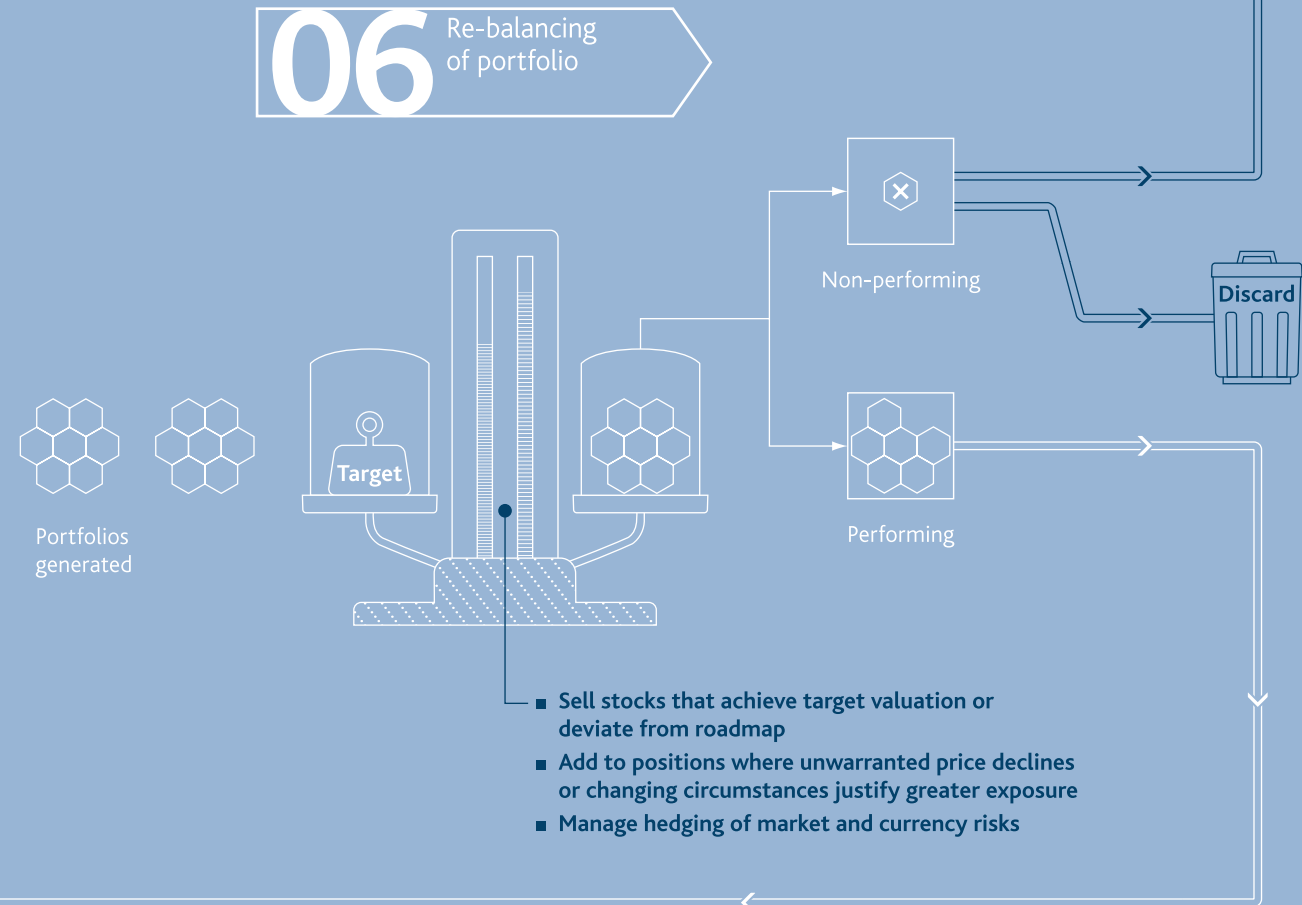 06
Re-balancing
of portfolio
Non-performing
Discard
Target
Portfolios
generated
Performing
■ Sell stocks that achieve target valuation or
deviate from roadmap
■ Add to positions where unwarranted price declines
or changing circumstances justify greater exposure
■ Manage hedging of market and currency risks